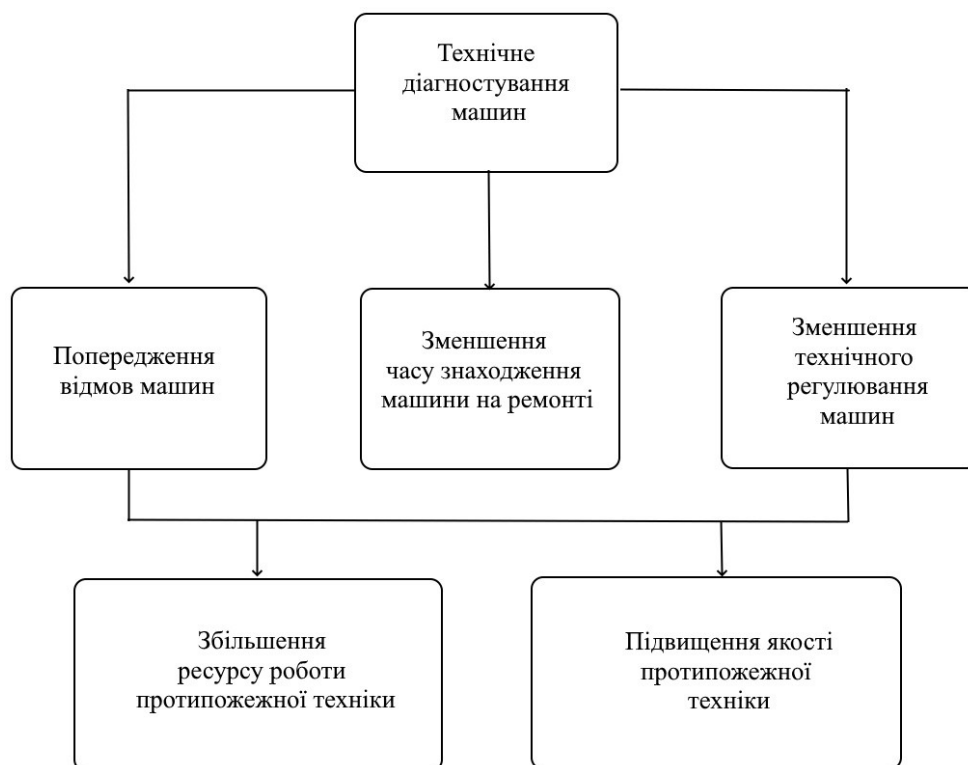 Технічне
діагностування
машин
Попередження
відмов машин
Зменшення
часу знаходження
машини на ремонті
Зменшення
технічного
регулювання
машин
Збільшення
ресурсу роботи
протипожежної техніки
Підвищення якості
протипожежної
техніки